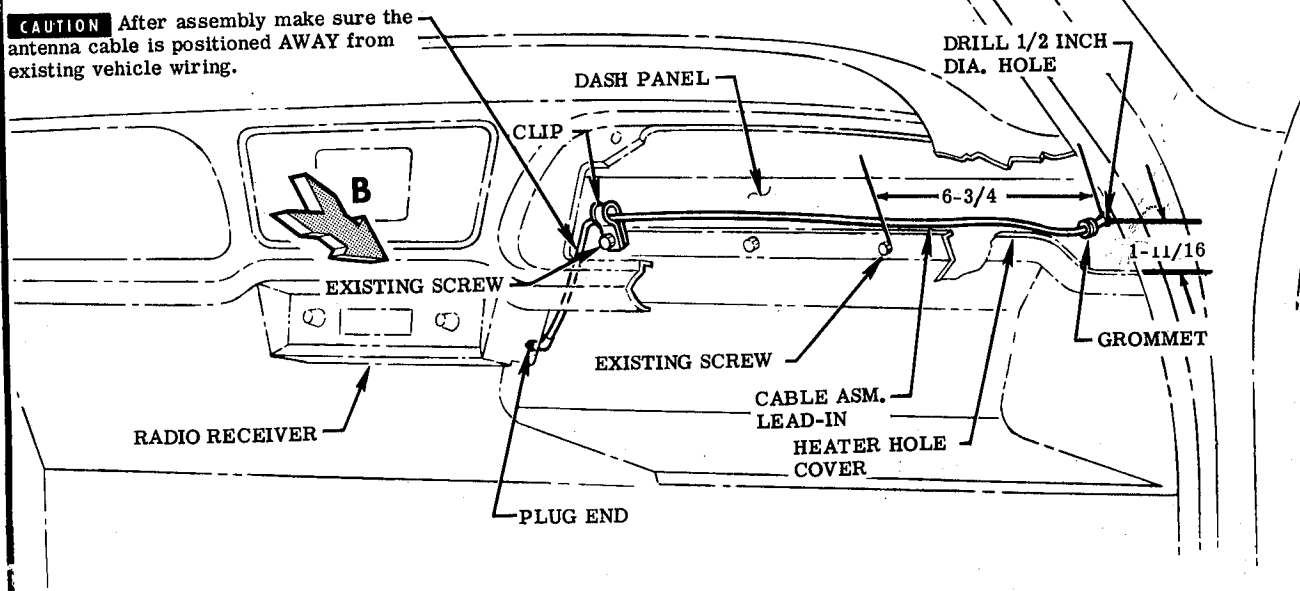 CAUTION After assembly make sure the
antenna cable is positioned AWAY from
existing vehicle wiring.
DRILL 1/2 INCH
DIA. HOLE
DASH PANEL
CLIP
B
6-3/4
1-11/16
EXISTING SCREW
GROMMET
EXISTING SCREW
CABLE ASM.
LEAD-IN
RADIO RECEIVER
HEATER HOLE
COVER
PLUG END